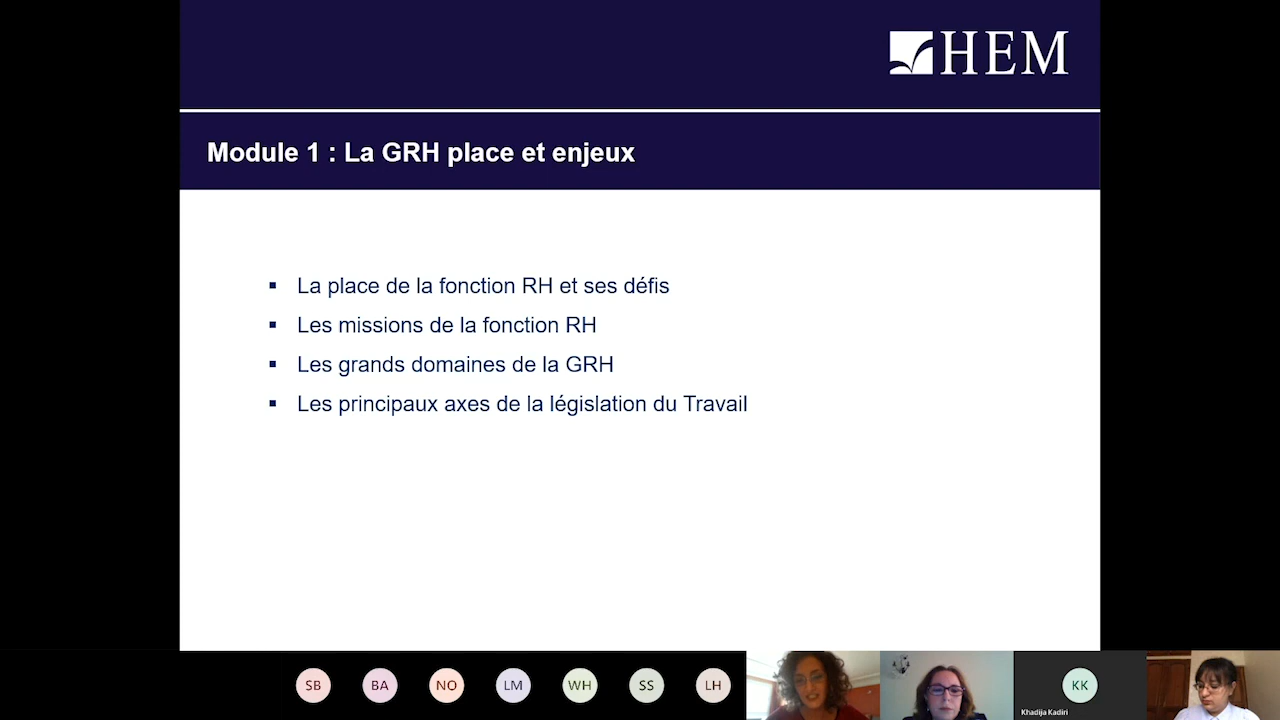 HEM
Module 1 : La GRH place et enjeux
▪ La place de la fonction RH et ses défis
▪ Les missions de la fonction RH
▪ Les grands domaines de la GRH
▪ Les principaux axes de la législation du Travail
SB BA NO LM WH SS LH KK
Khadija Kadiri